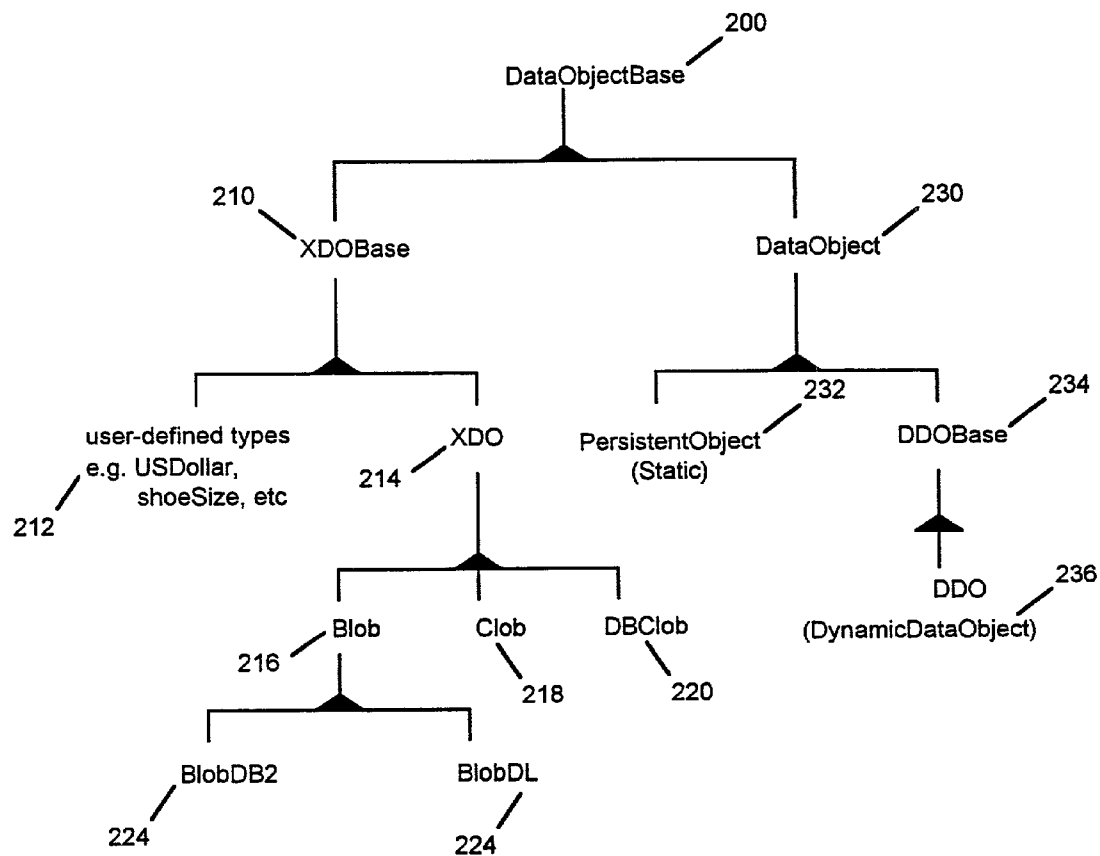 200
DataObjectBase
210
230
XDOBase
DataObject
232
234
user-defined types
e.g. USDollar,
shoeSize, etc
XDO
PersistentObject
(Static)
DDOBase
214
212
236
DDO
(DynamicDataObject)
Blob
Clob
DBClob
216
218
220
BlobDB2
BlobDL
224
224